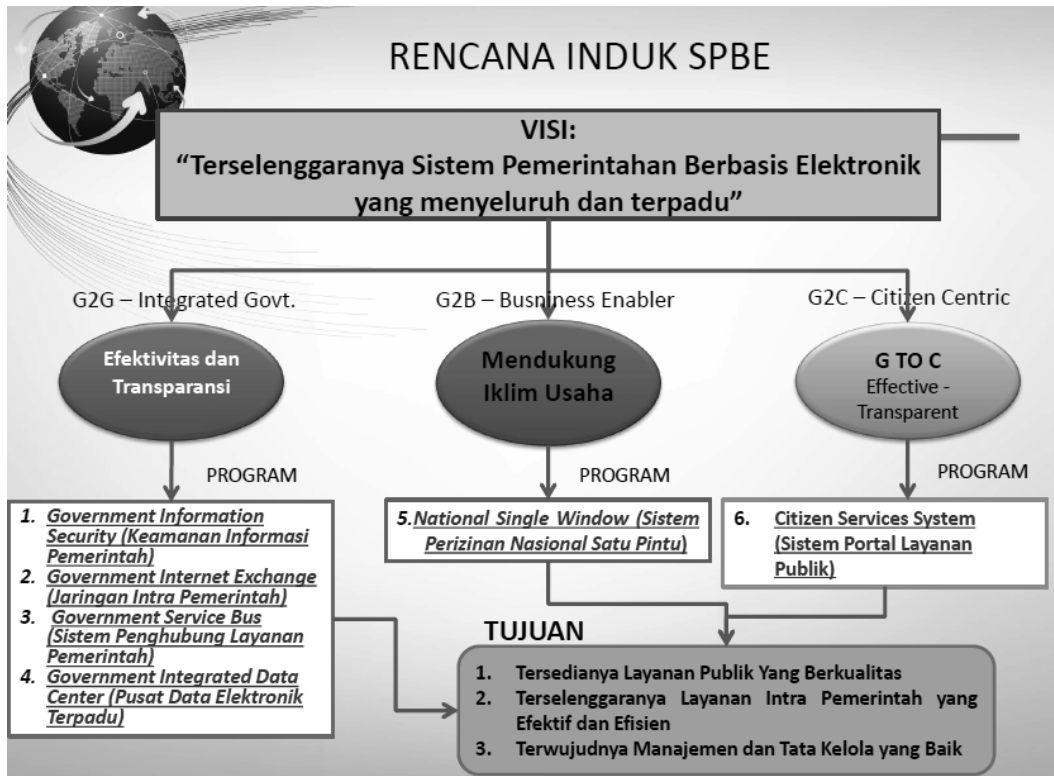 RENCANA INDUK SPBE
VISI:
“Terselenggaranya Sistem Pemerintahan Berbasis Elektronik
yang menyeluruh dan terpadu”
G2G – Integrated Govt.
Efektivitas dan
Transparansi
PROGRAM
1. Government Information
Security (Keamanan Informasi
Pemerintah)
2. Government Internet Exchange
(Jaringan Intra Pemerintah)
3. Government Service Bus
(Sistem Penghubung Layanan
Pemerintah)
4. Government Integrated Data
Center (Pusat Data Elektronik
Terpadu)
G2B – Busniness Enabler
Mendukung
Iklim Usaha
PROGRAM
5.National Single Window (Sistem
Perizinan Nasional Satu Pintu)
G2C – Citizen Centric
G TO C
Effective -
Transparent
PROGRAM
6. Citizen Services System
(Sistem Portal Layanan
Publik)
TUJUAN
1. Tersedianya Layanan Publik Yang Berkualitas
2. Terselenggaranya Layanan Intra Pemerintah yang
Efektif dan Efisien
3. Terwujudnya Manajemen dan Tata Kelola yang Baik